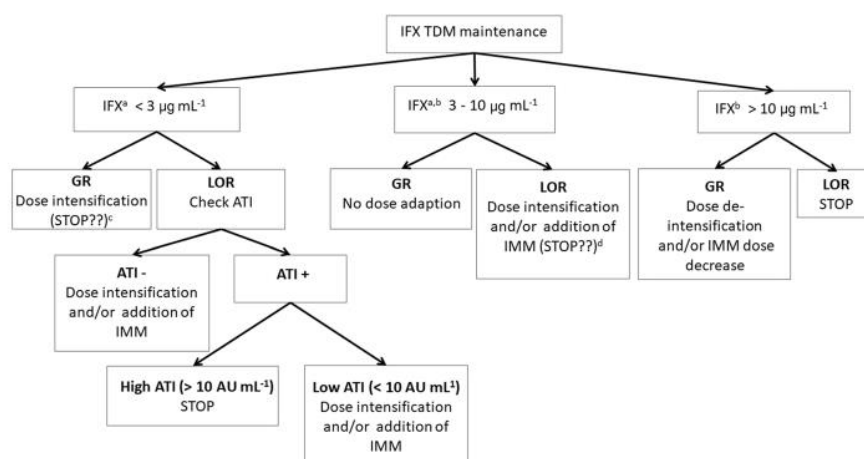 IFX TDM maintenance
IFXᵃ < 3 µg mL⁻¹
IFXᵃ,ᵇ 3 - 10 µg mL⁻¹
IFXᵇ > 10 µg mL⁻¹
GR
Dose intensification
(STOP??)ᶜ
LOR
Check ATI
GR
No dose adaption
LOR
Dose intensification
and/or addition of
IMM (STOP??)ᵈ
GR
Dose de-
intensification
and/or IMM dose
decrease
LOR
STOP
ATI -
Dose intensification
and/or addition of
IMM
ATI +
High ATI (> 10 AU mL⁻¹)
STOP
Low ATI (< 10 AU mL¹)
Dose intensification
and/or addition of
IMM